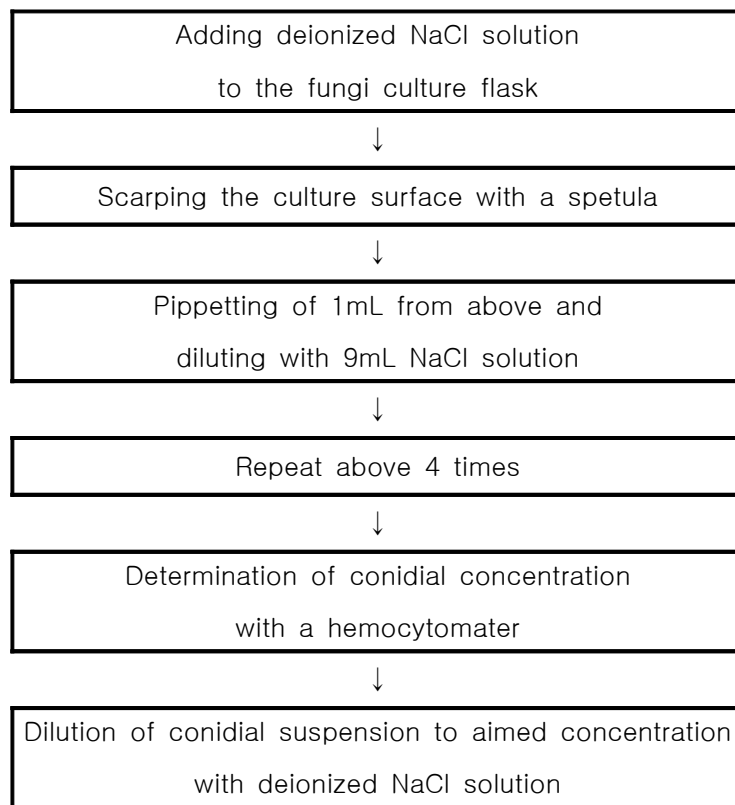 Adding deionized NaCl solution
to the fungi culture flask
↓
Scarping the culture surface with a spetula
↓
Pippetting of 1mL from above and
diluting with 9mL NaCl solution
↓
Repeat above 4 times
↓
Determination of conidial concentration
with a hemocytomater
↓
Dilution of conidial suspension to aimed concentration
with deionized NaCl solution